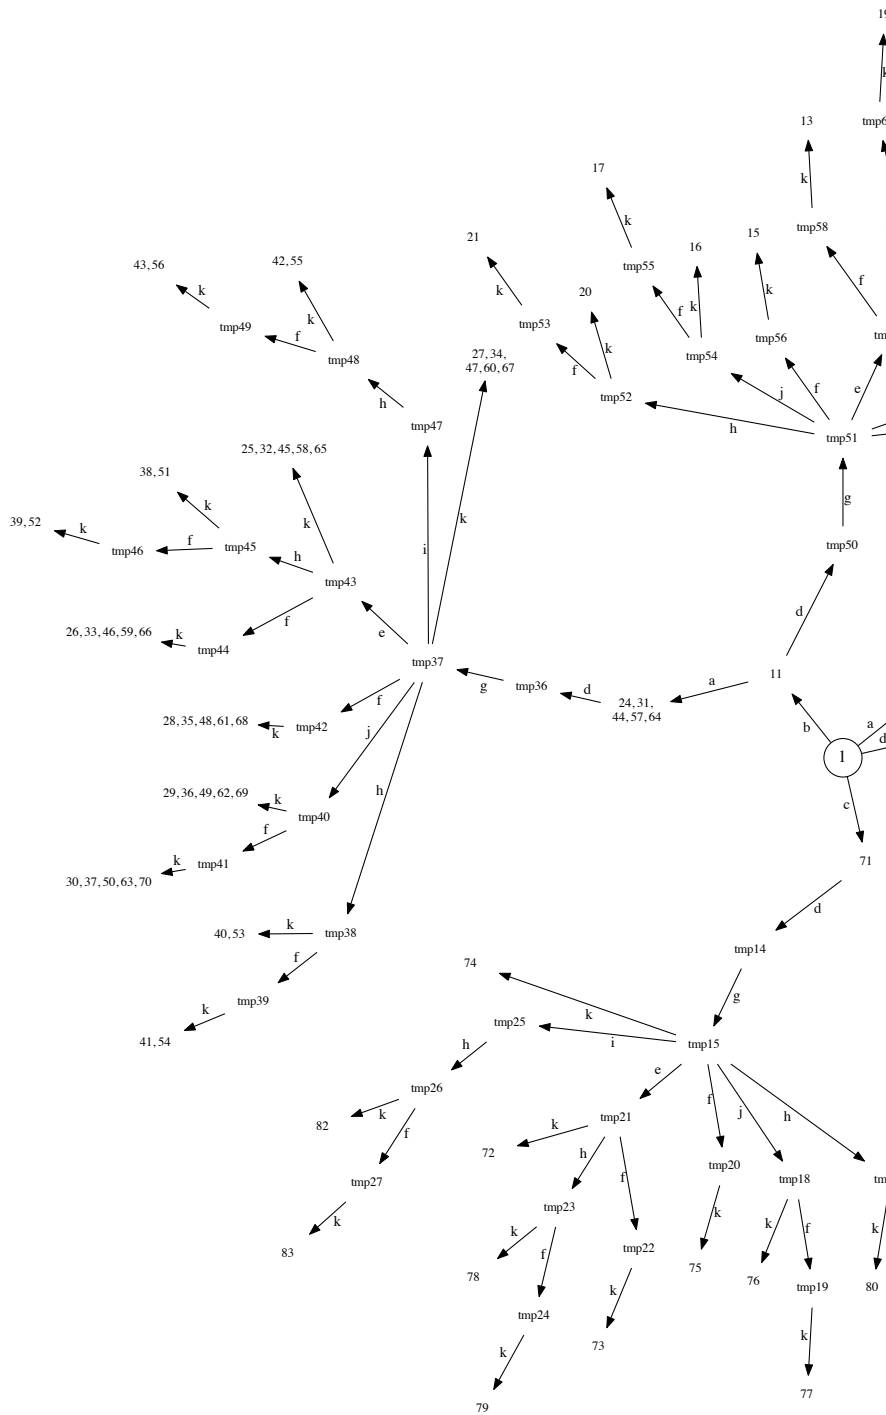 19
k
tmp6
13
k
17
tmp58
k
21
16
15
43,56
42,55
tmp55
f
k
k
k
k
20
f
k
tmp49
k
tmp53
tmp56
f
27,34,
47,60,67
k
tmp54
tm
tmp48
f
f
e
h
tmp52
j
tmp47
h
tmp51
25,32,45,58,65
38,51
g
k
k
k
39,52
k
f
tmp45
i
tmp50
tmp46
h
tmp43
d
26,33,46,59,66
k
f
e
tmp44
tmp37
11
a
g
tmp36
d
24,31,
44,57,64
28,35,48,61,68
f
a
k
tmp42
j
b
d
1
29,36,49,62,69
k
h
c
tmp40
f
k
tmp41
71
30,37,50,63,70
d
40,53
k
tmp38
tmp14
f
74
g
tmp39
k
k
tmp25
41,54
i
tmp15
h
e
tmp26
f
j
h
k
tmp21
82
k
f
72
h
tmp20
f
tmp18
tm
tmp27
tmp23
k
k
k
k
f
k
f
tmp22
83
78
75
76
80
k
tmp19
tmp24
k
73
k
77
79